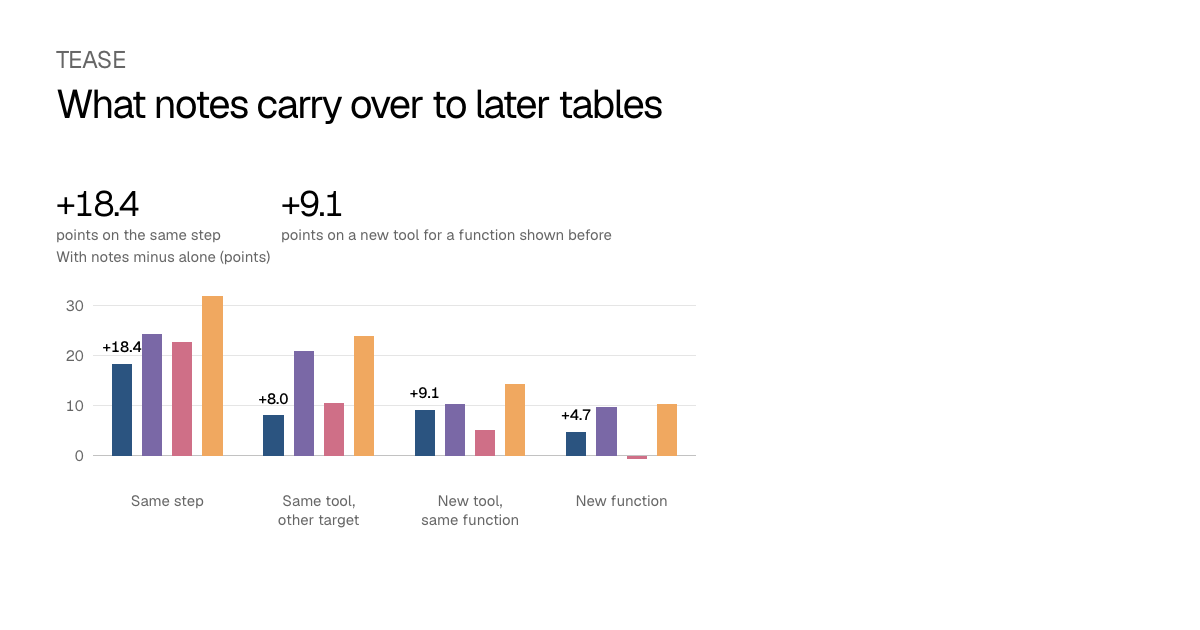 TEASE
What notes carry over to later tables
+18.4
points on the same step
+9.1
points on a new tool for a function shown before
With notes minus alone (points)
30
20
10
0
+18.4
+8.0
+9.1
+4.7
Same step
Same tool,
other target
New tool,
same function
New function